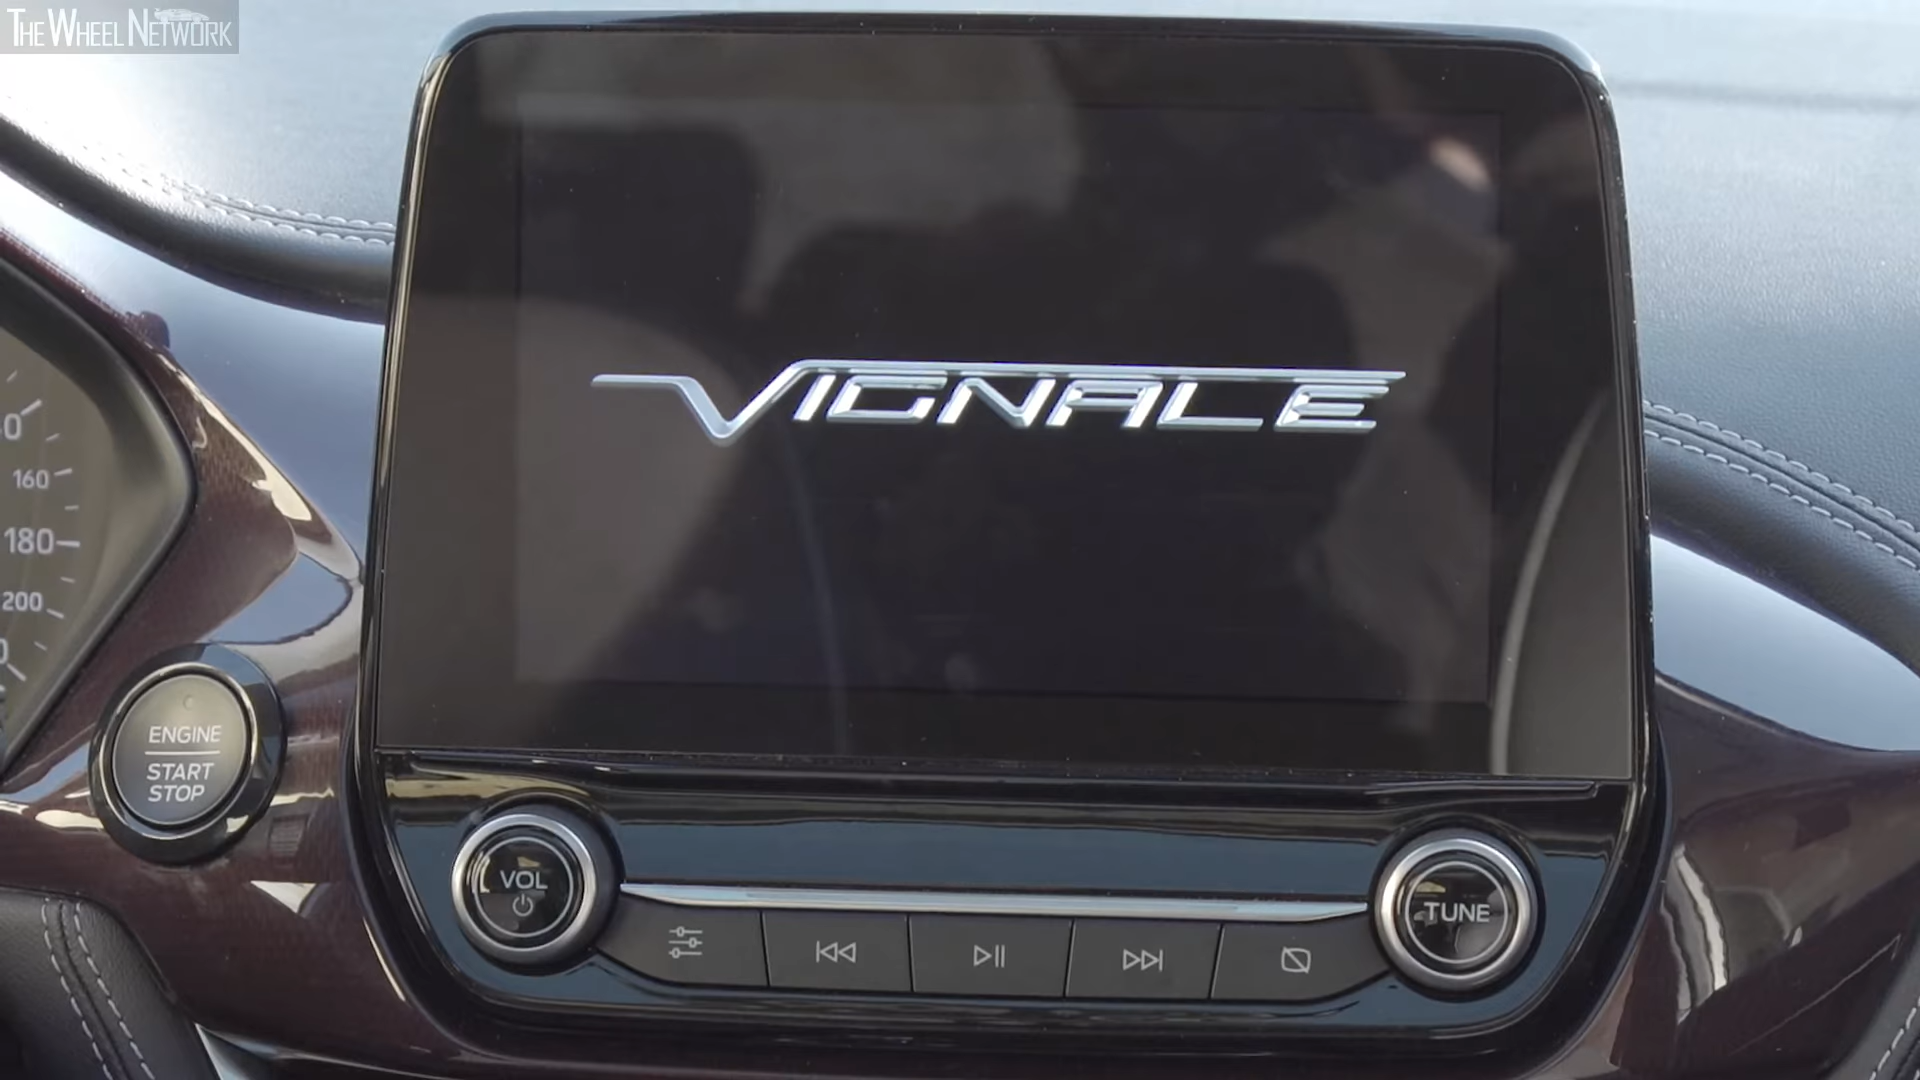 THE WHEEL NETWORK
VIGNALE
160
180
200
ENGINE
START
STOP
VOL
TUNE